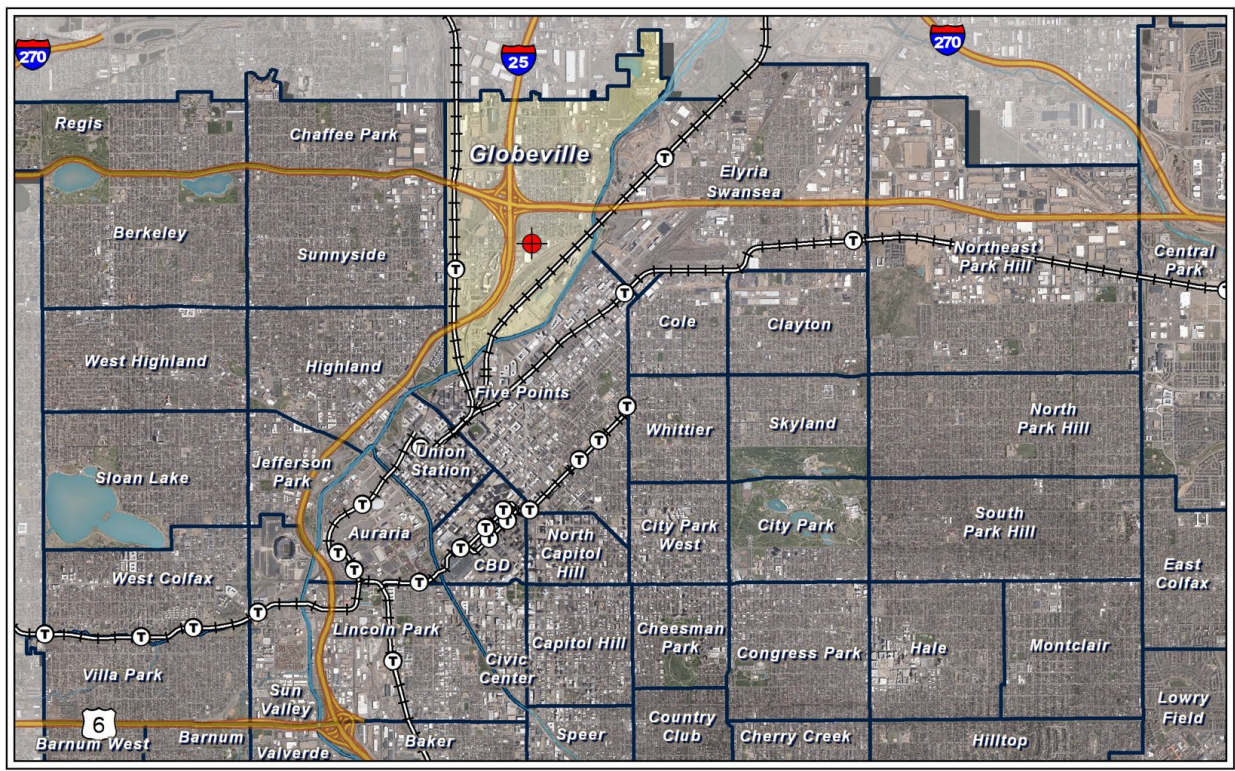 270
25
270
Regis
Chaffee Park
Globeville
Elyria
Swansea
Berkeley
Sunnyside
Northeast
Park Hill
Central
Park
T
T
T
T
Cole
Clayton
West Highland
Highland
Five Points
T
Whittier
Skyland
North
Park Hill
T
T
T
Union
Station
Jefferson
Park
Sloan Lake
T
T
T
T
T
T
T
Auraria
T
T
T
CBD
North
Capitol
Hill
City Park
West
City Park
South
Park Hill
East
Colfax
West Colfax
T
T
T
T
T
Lincoln Park
Capitol Hill
Cheesman
Park
Congress Park
Hale
Montclair
Villa Park
T
Civic
Center
Sun
Valley
Lowry
Field
6
Barnum West
Barnum
Valverde
Baker
Speer
Country
Club
Cherry Creek
Hilltop